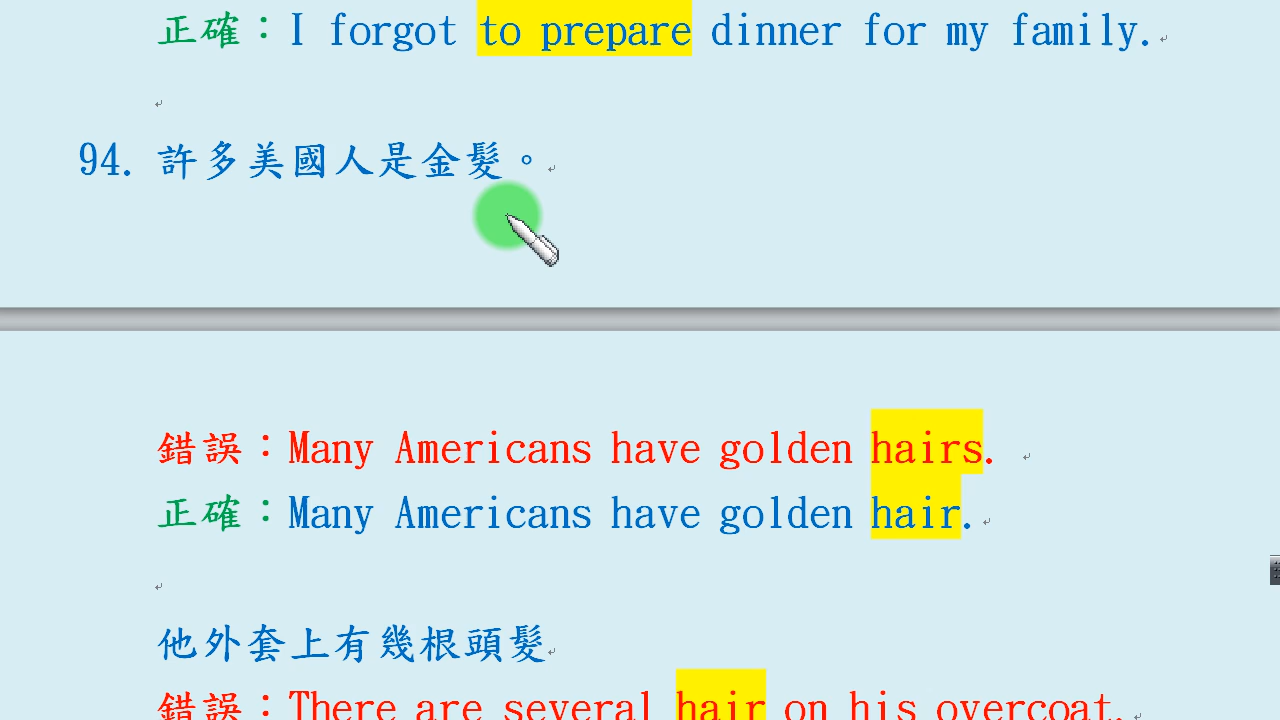 正確：I forgot to prepare dinner for my family.
94. 許多美國人是金髮。
錯誤：Many Americans have golden hairs.
正確：Many Americans have golden hair.
他外套上有幾根頭髮
錯誤：There are several hair on his overcoat.